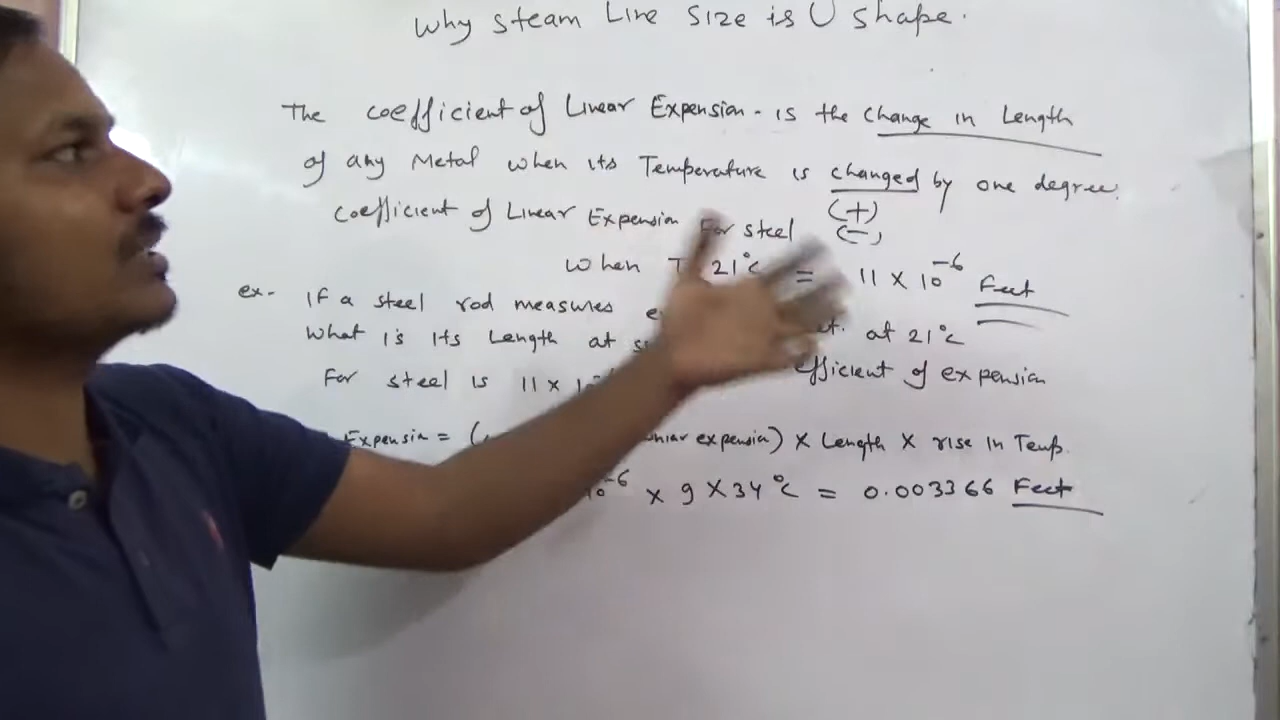 Why Steam Line Size is U shape.
The coefficient of Linear Expension. is the change in Length
of any Metal when its Temperature is changed by one degree.
coefficient of Linear Expension For steel (+)
(-)
When 21°C = 11 X 10-6 Feet
ex- IF a steel rod measures
at 21°C
What is Its Length at
For steel is 11 x
efficient of expension
Expensia = ( expensia) X Length X rise In Temp.
-6 x 9 X 34°C = 0.003366 Feet